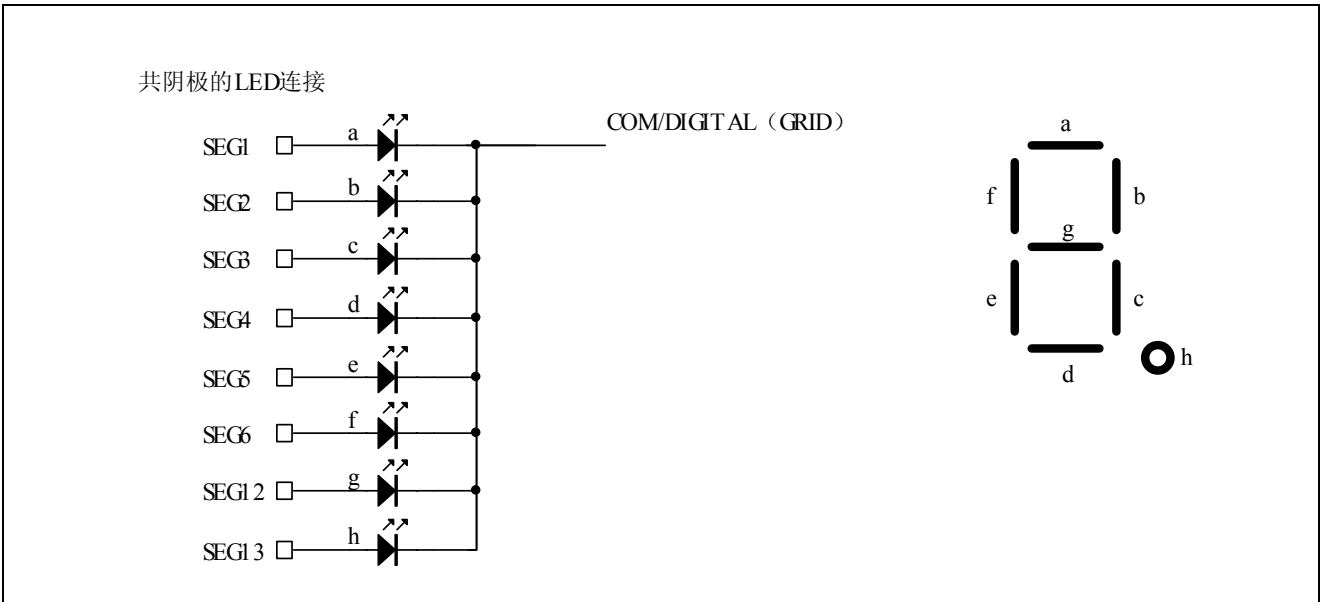 共阴极的LED连接
COM/DIGITAL（GRID）
SEG1 a
SEG2 b
SEG3 c
SEG4 d
SEG5 e
SEG6 f
SEG12 g
SEG13 h
a
f b
g
e c
d h